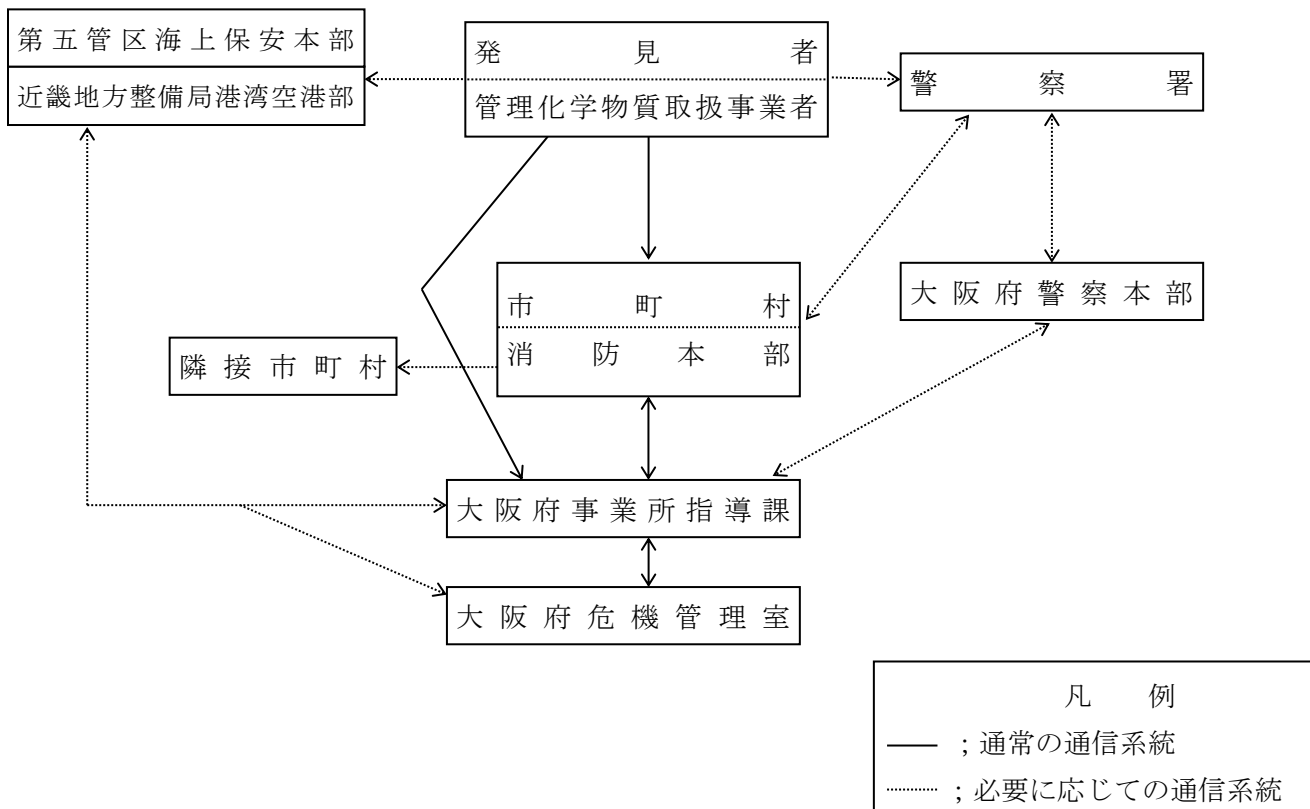 第五管区海上保安本部
近畿地方整備局港湾空港部
発見者
管理化学物質取扱事業者
警察署
市町村
消防本部
大阪府警察本部
隣接市町村
大阪府事業所指導課
大阪府危機管理室
凡例
；通常の通信系統
；必要に応じての通信系統